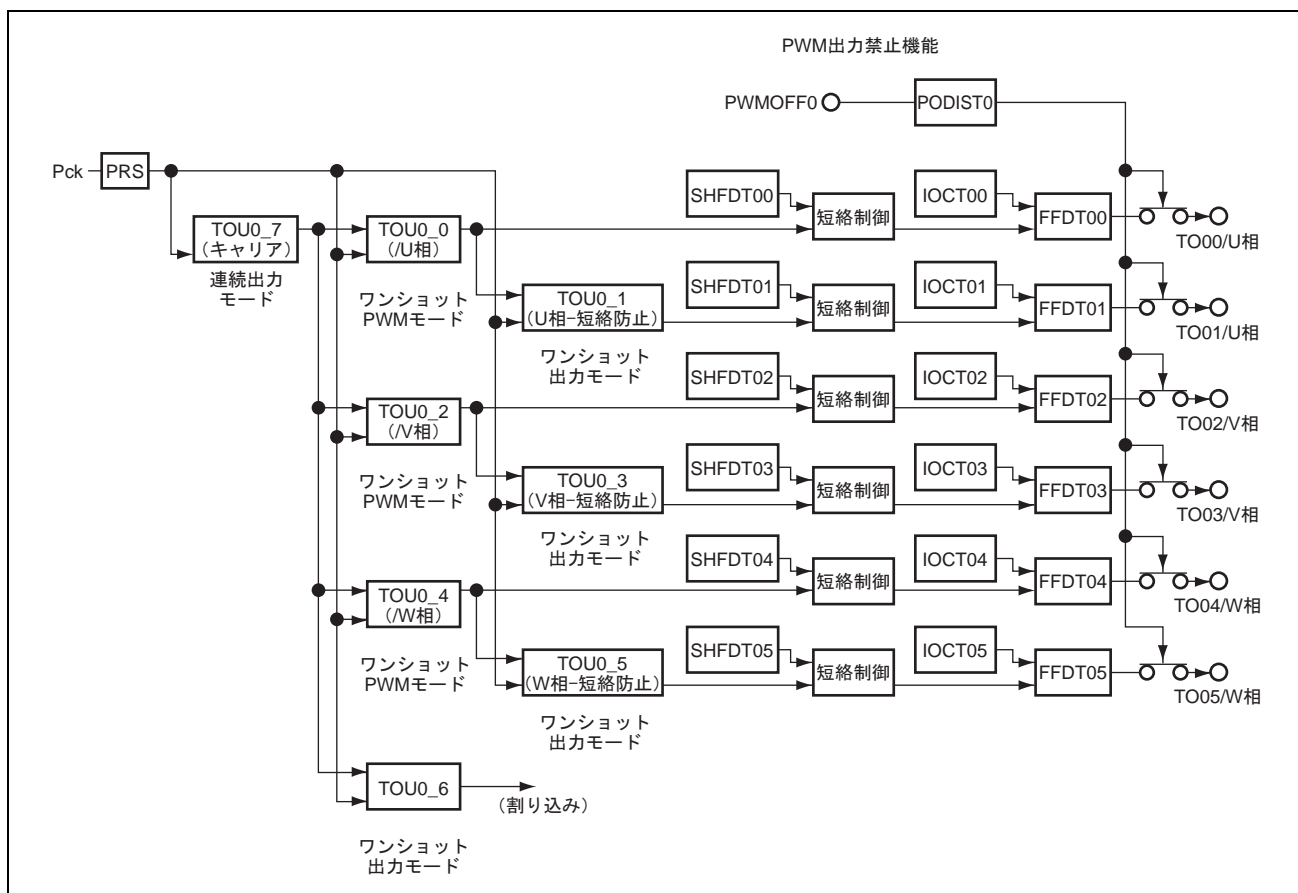 PWM出力禁止機能
PWMOFF0
PODIST0
Pck
PRS
TOU0_7
(キャリア)
連続出力
モード
TOU0_0
(/U相)
ワンショット
PWMモード
TOU0_1
(U相-短絡防止)
ワンショット
出力モード
SHFDT00
短絡制御
IOCT00
FFDT00
TO00/U相
SHFDT01
短絡制御
IOCT01
FFDT01
TO01/U相
TOU0_2
(/V相)
ワンショット
PWMモード
TOU0_3
(V相-短絡防止)
ワンショット
出力モード
SHFDT02
短絡制御
IOCT02
FFDT02
TO02/V相
SHFDT03
短絡制御
IOCT03
FFDT03
TO03/V相
TOU0_4
(/W相)
ワンショット
PWMモード
TOU0_5
(W相-短絡防止)
ワンショット
出力モード
SHFDT04
短絡制御
IOCT04
FFDT04
TO04/W相
SHFDT05
短絡制御
IOCT05
FFDT05
TO05/W相
TOU0_6
(割り込み)
ワンショット
出力モード